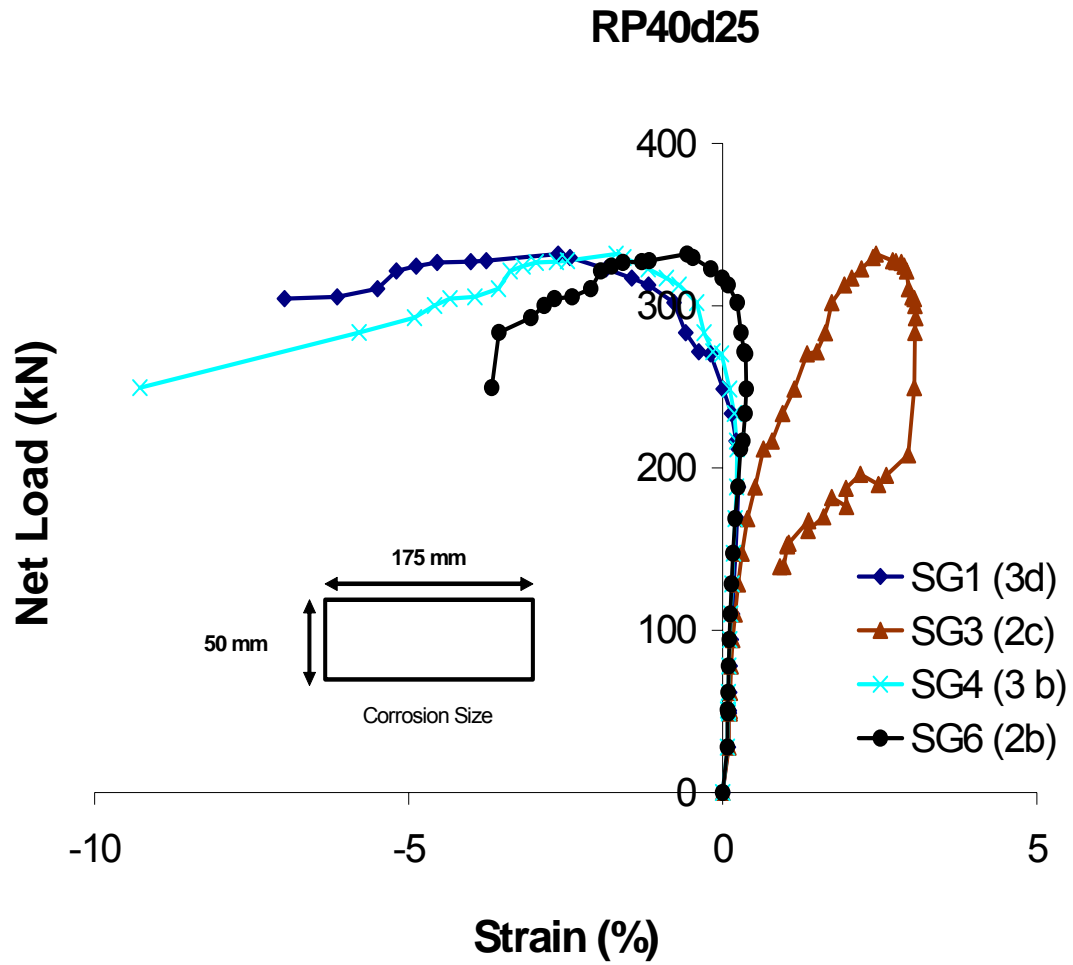 RP40d25
400
300
200
100
0
-10
-5
0
5
Net Load (kN)
Strain (%)
175 mm
50 mm
Corrosion Size
SG1 (3d)
SG3 (2c)
SG4 (3 b)
SG6 (2b)